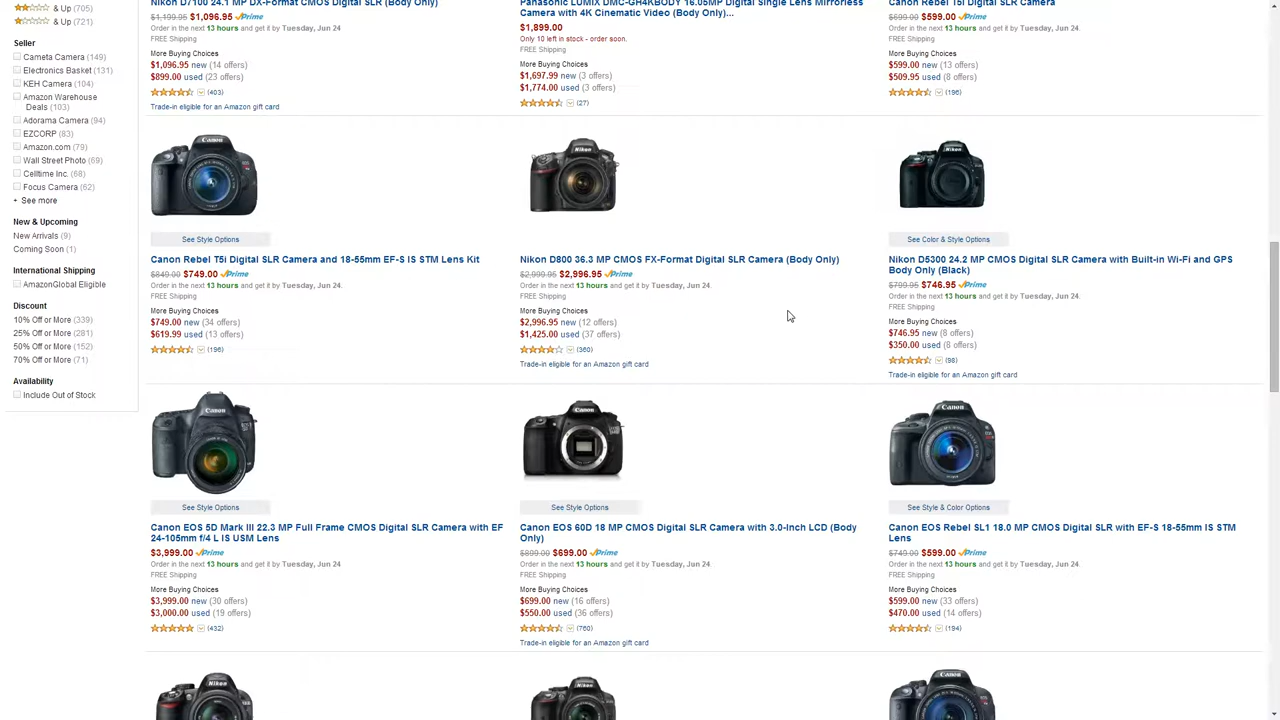 & Up (705)
& Up (721)
Seller
Cameta Camera (149)
Electronics Basket (131)
KEH Camera (104)
Amazon Warehouse
Deals (103)
Adorama Camera (94)
EZCORP (83)
Amazon.com (79)
Wall Street Photo (69)
Celltime Inc. (68)
Focus Camera (62)
+ See more
New & Upcoming
New Arrivals (9)
Coming Soon (1)
International Shipping
AmazonGlobal Eligible
Discount
10% Off or More (339)
25% Off or More (281)
50% Off or More (152)
70% Off or More (71)
Availability
Include Out of Stock
Nikon D7100 24.1 MP DX-Format CMOS Digital SLR (Body Only)
$1,199.95 $1,096.95 Prime
Order in the next 13 hours and get it by Tuesday, Jun 24
FREE Shipping
More Buying Choices
$1,096.95 new (14 offers)
$899.00 used (23 offers)
(403)
Trade-in eligible for an Amazon gift card
Panasonic LUMIX DMC-GH4KBODY 16.05MP Digital Single Lens Mirrorless
Camera with 4K Cinematic Video (Body Only)...
$1,899.00
Only 10 left in stock - order soon.
FREE Shipping
More Buying Choices
$1,697.99 new (3 offers)
$1,774.00 used (3 offers)
(27)
Canon Rebel T5i Digital SLR Camera
$699.00 $599.00 Prime
Order in the next 13 hours and get it by Tuesday, Jun 24.
FREE Shipping
More Buying Choices
$599.00 new (13 offers)
$509.95 used (8 offers)
(196)
Canon
See Style Options
Canon Rebel T5i Digital SLR Camera and 18-55mm EF-S IS STM Lens Kit
$849.00 $749.00 Prime
Order in the next 13 hours and get it by Tuesday, Jun 24.
FREE Shipping
More Buying Choices
$749.00 new (34 offers)
$619.99 used (13 offers)
(196)
Nikon
See Style Options
Nikon D800 36.3 MP CMOS FX-Format Digital SLR Camera (Body Only)
$2,999.95 $2,996.95 Prime
Order in the next 13 hours and get it by Tuesday, Jun 24.
FREE Shipping
More Buying Choices
$2,996.95 new (12 offers)
$1,425.00 used (37 offers)
(360)
Trade-in eligible for an Amazon gift card
Nikon
See Color & Style Options
Nikon D5300 24.2 MP CMOS Digital SLR Camera with Built-in Wi-Fi and GPS
Body Only (Black)
$799.95 $746.95 Prime
Order in the next 13 hours and get it by Tuesday, Jun 24.
FREE Shipping
More Buying Choices
$746.95 new (8 offers)
$350.00 used (8 offers)
(98)
Trade-in eligible for an Amazon gift card
Canon
See Style Options
Canon EOS 5D Mark III 22.3 MP Full Frame CMOS Digital SLR Camera with EF
24-105mm f/4 L IS USM Lens
$3,999.00 Prime
Order in the next 13 hours and get it by Tuesday, Jun 24
FREE Shipping
More Buying Choices
$3,999.00 new (30 offers)
$3,000.00 used (19 offers)
(432)
Canon
See Style Options
Canon EOS 60D 18 MP CMOS Digital SLR Camera with 3.0-Inch LCD (Body
Only)
$899.00 $699.00 Prime
Order in the next 13 hours and get it by Tuesday, Jun 24.
FREE Shipping
More Buying Choices
$699.00 new (16 offers)
$550.00 used (36 offers)
(760)
Trade-in eligible for an Amazon gift card
Canon
See Style & Color Options
Canon EOS Rebel SL1 18.0 MP CMOS Digital SLR with EF-S 18-55mm IS STM
Lens
$749.00 $599.00 Prime
Order in the next 13 hours and get it by Tuesday, Jun 24.
FREE Shipping
More Buying Choices
$599.00 new (33 offers)
$470.00 used (14 offers)
(194)
Nikon
Nikon
Canon